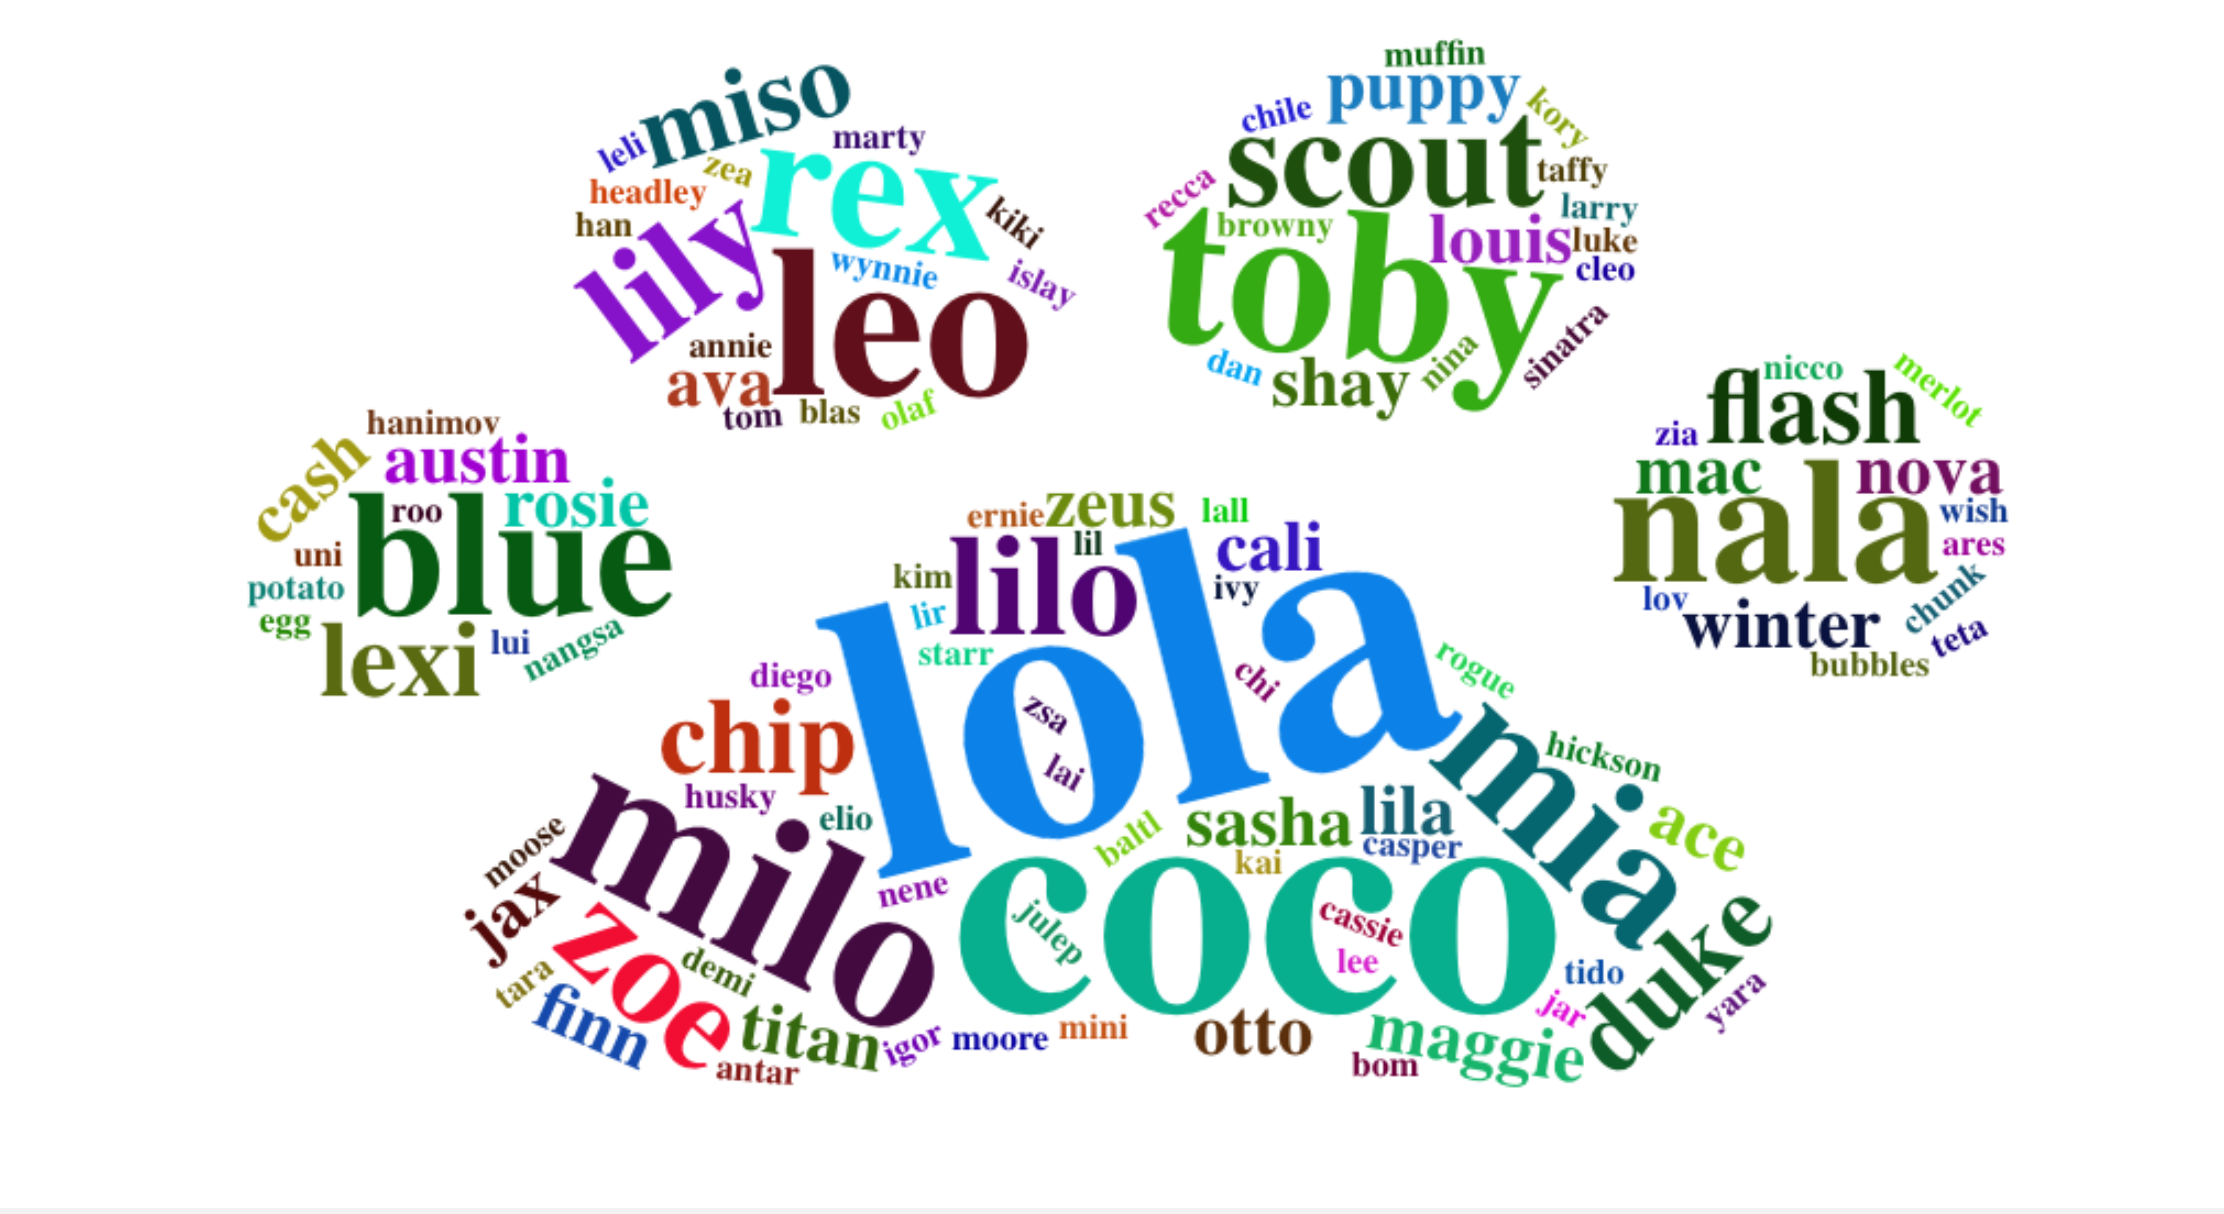 miso
leli
marty
zea
rex
headley
han
kiki
lily
wynnie
islay
leo
annie
ava
tom
blas
olaf
muffin
puppy
chile
kory
scout
taffy
recca
larry
browny
louis
luke
toby
cleo
sinatra
dan
shay
nina
hanimov
cash
austin
roo
rosie
blue
uni
potato
egg
lexi
lui
nangsa
nicco
merlot
flash
zia
mac
nova
nala
wish
ares
lov
winter
chunk
teta
bubbles
ernie
zeus
lall
lilo
lil
cali
kim
ivy
lir
starr
lola
diego
chi
rogue
zsa
chip
lai
mia
hickson
husky
elio
milo
baltl
sasha
lila
casper
kai
ace
moose
jax
nene
coco
julep
cassie
lee
duke
zoe
demi
tara
finn
titan
igor
antar
moore
mini
otto
maggie
bom
jar
tido
yara